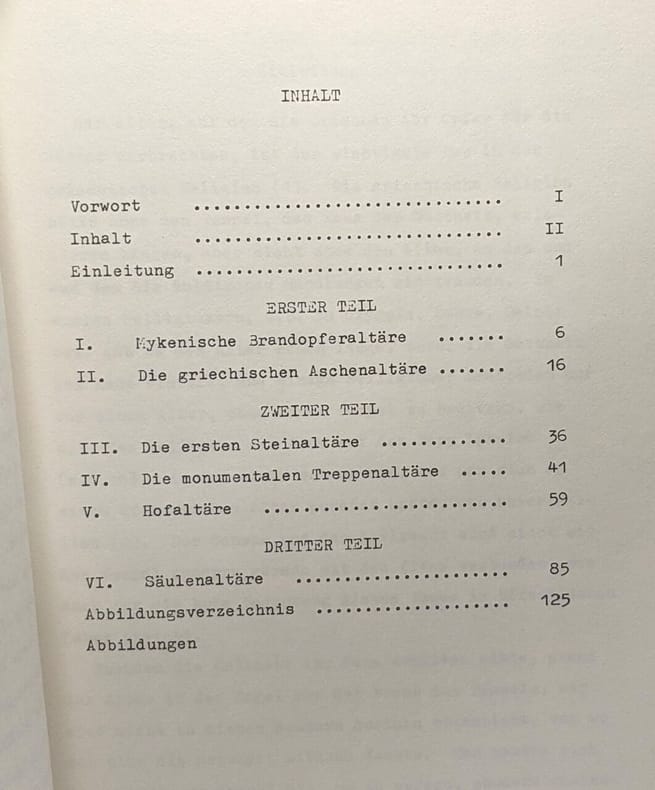 INHALT
Vorwort ............................... I
Inhalt ............................... II
Einleitung ............................... 1
ERSTER TEIL
I. Mykenische Brandopferaltäre ....... 6
II. Die griechischen Aschenaltäre ....... 16
ZWEITER TEIL
III. Die ersten Steinaltäre ............. 36
IV. Die monumentalen Treppenaltäre ..... 41
V. Hofaltäre ......................... 59
DRITTER TEIL
VI. Säulenaltäre ...................... 85
Abbildungsverzeichnis .................... 125
Abbildungen